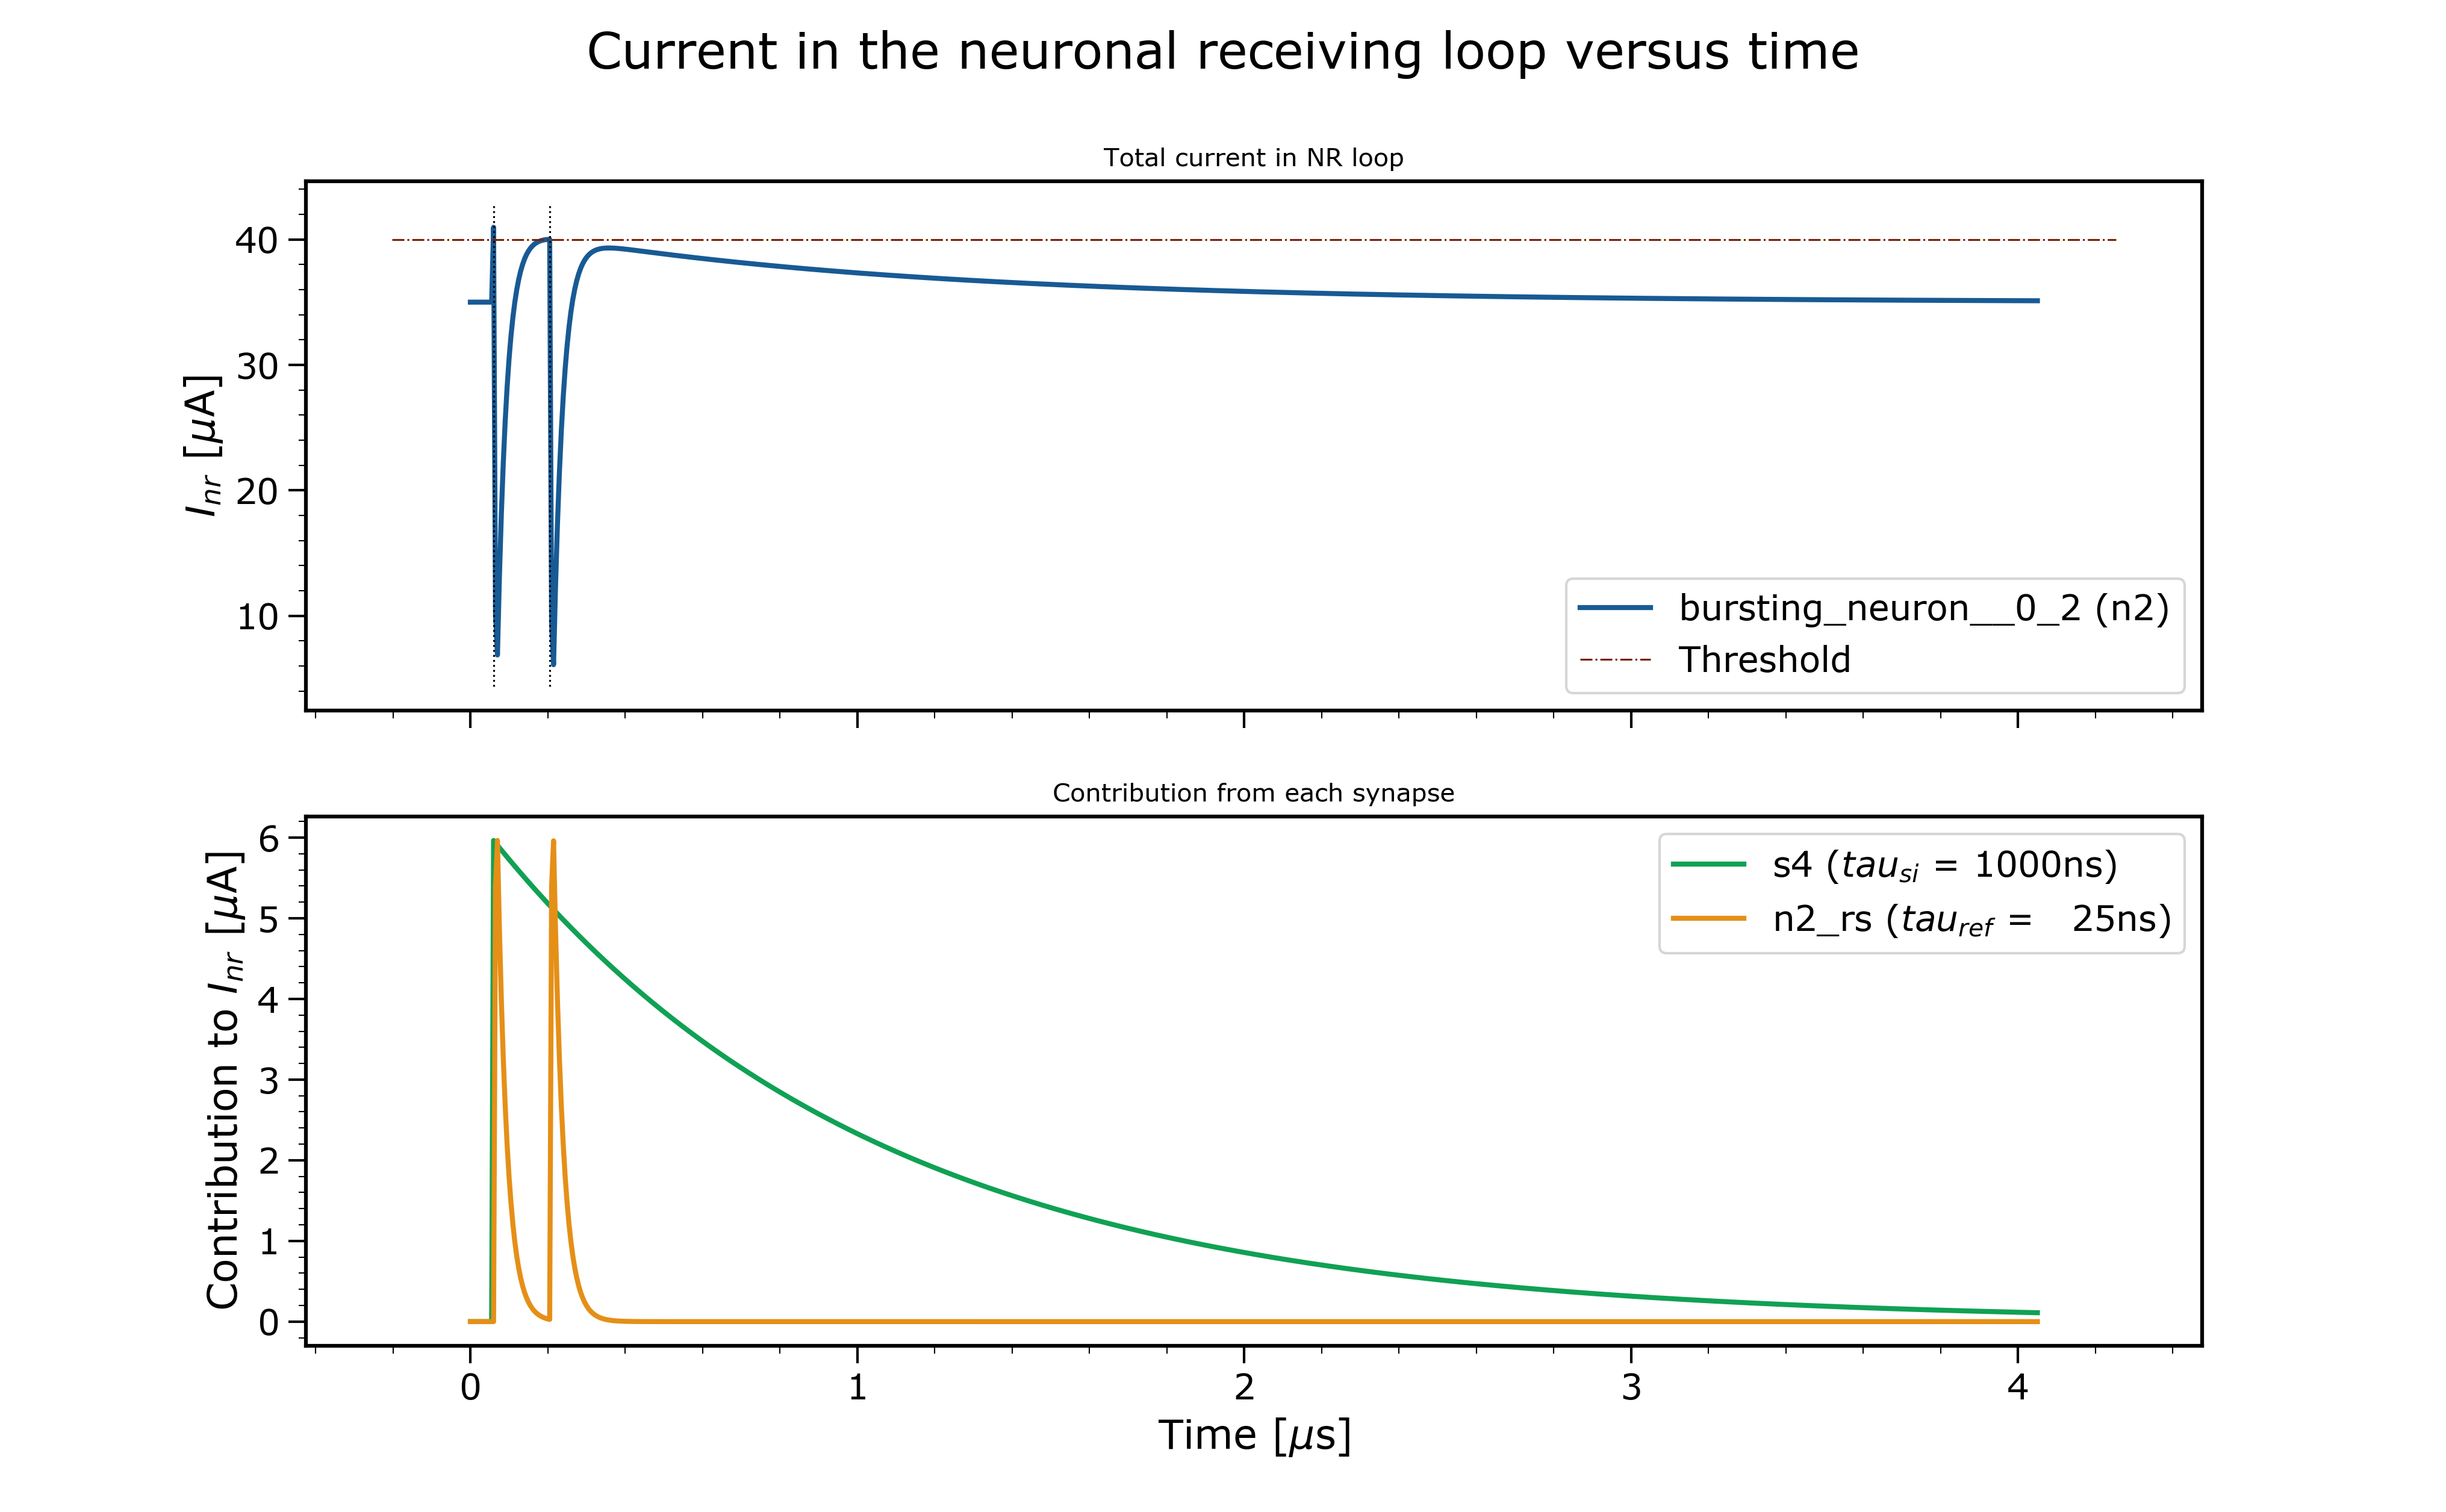 Current in the neuronal receiving loop versus time
Total current in NR loop
40
30
20
10
I_nr [μA]
bursting_neuron__0_2 (n2)
Threshold
Contribution from each synapse
6
5
4
3
2
1
0
Contribution to I_nr [μA]
s4 (tau_si = 1000ns)
n2_rs (tau_ref = 25ns)
0 1 2 3 4
Time [μs]